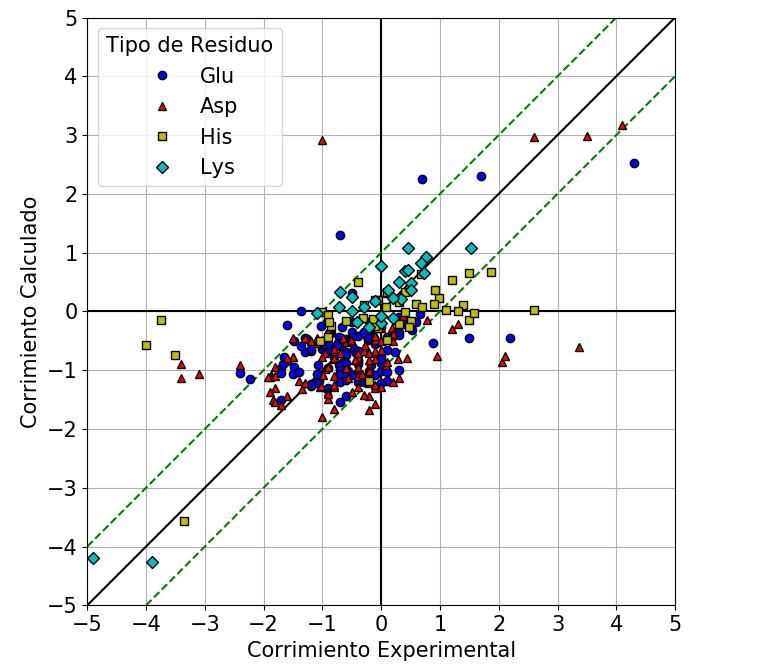 5
4
3
2
1
0
−1
−2
−3
−4
−5
Tipo de Residuo
Glu
Asp
His
Lys
Corrimiento Calculado
−5 −4 −3 −2 −1 0 1 2 3 4 5
Corrimiento Experimental